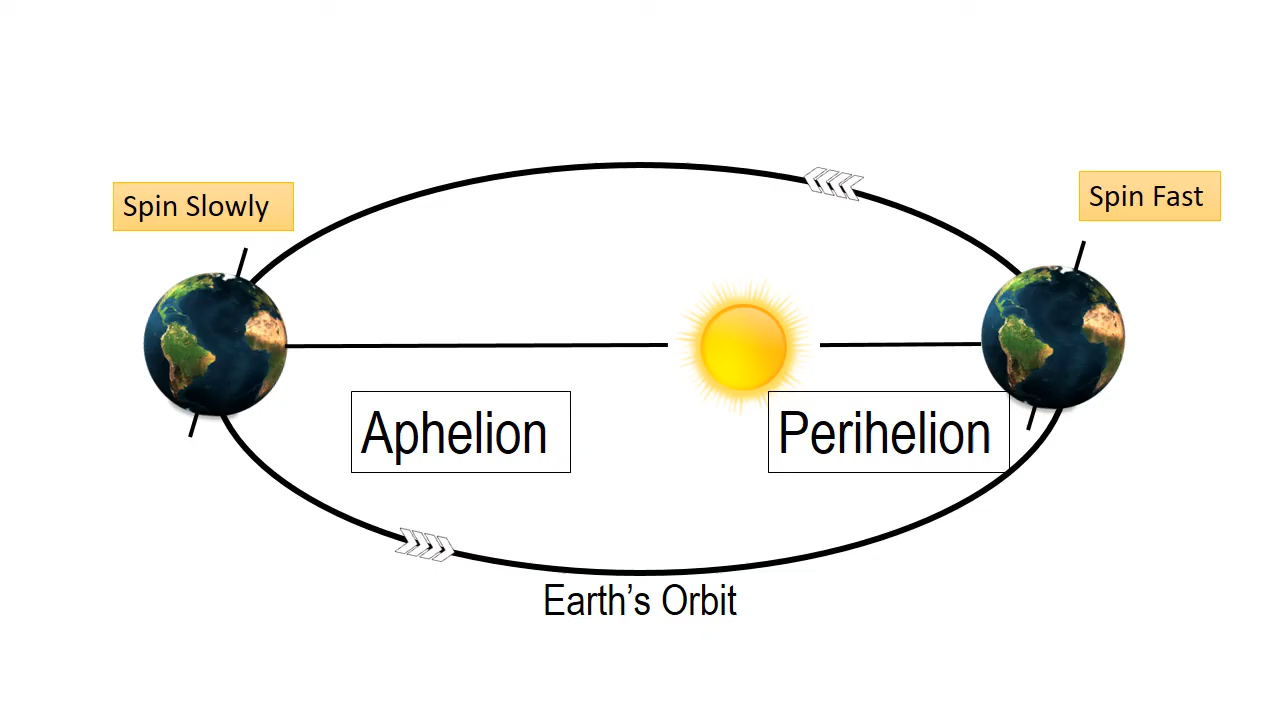 Spin Slowly
Spin Fast
Aphelion
Perihelion
Earth’s Orbit